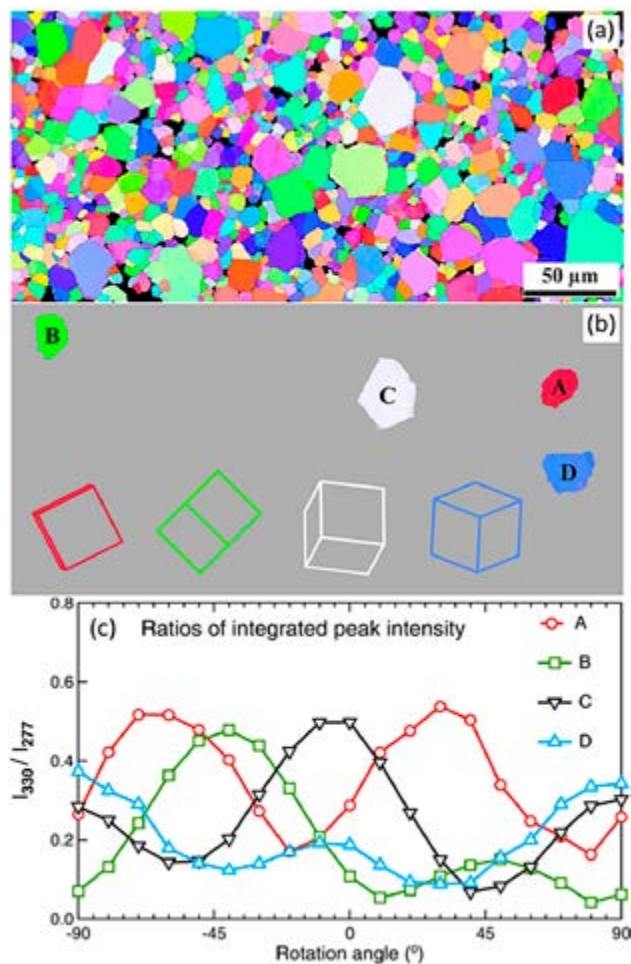 (a)
50 µm
(b)
B
C
A
D
(c) Ratios of integrated peak intensity
A
B
C
D
0.8
0.6
0.4
0.2
0.0
I330 / I277
-90
-45
0
45
90
Rotation angle (º)